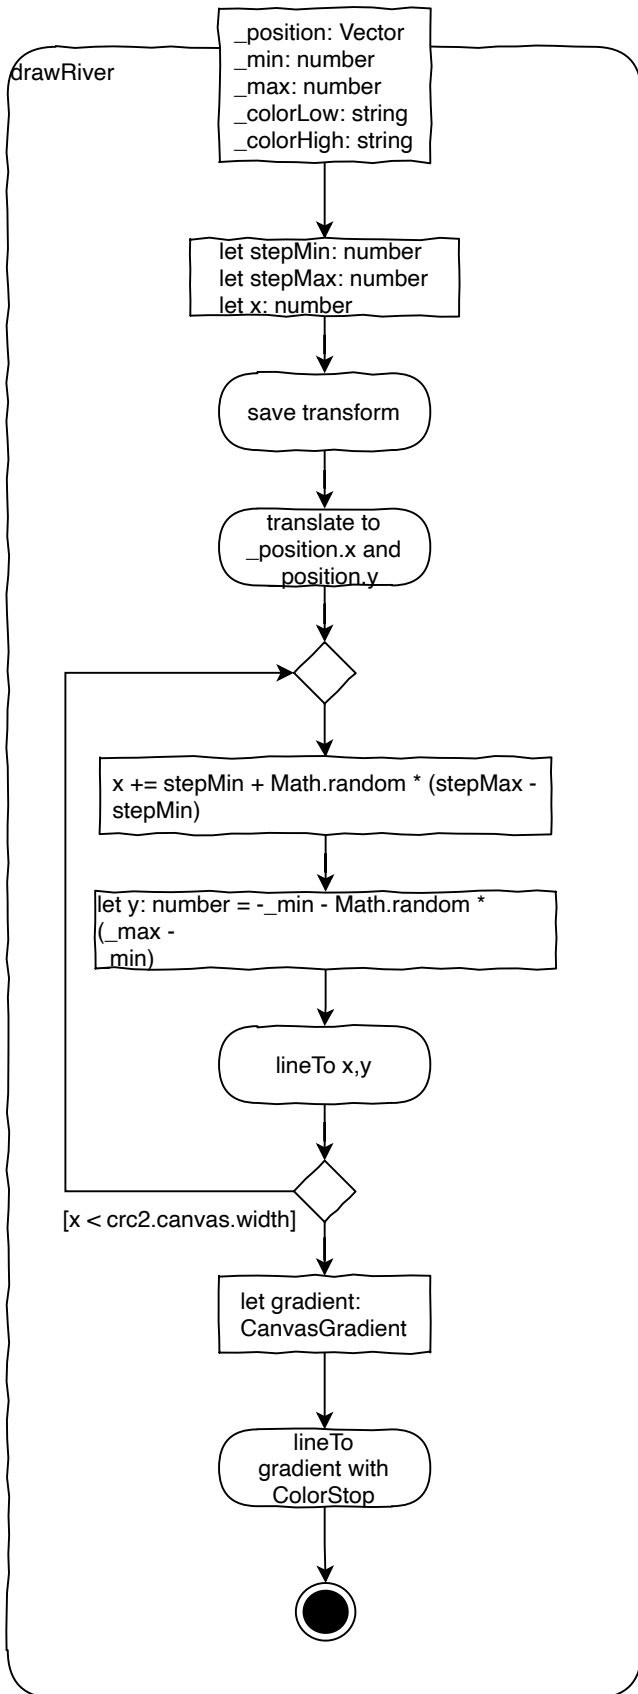 drawRiver
_position: Vector
_min: number
_max: number
_colorLow: string
_colorHigh: string
let stepMin: number
let stepMax: number
let x: number
save transform
translate to
_position.x and
_position.y
x += stepMin + Math.random * (stepMax -
stepMin)
let y: number = -_min - Math.random *
(_max -
_min)
lineTo x,y
[x < crc2.canvas.width]
let gradient:
CanvasGradient
lineTo
gradient with
ColorStop